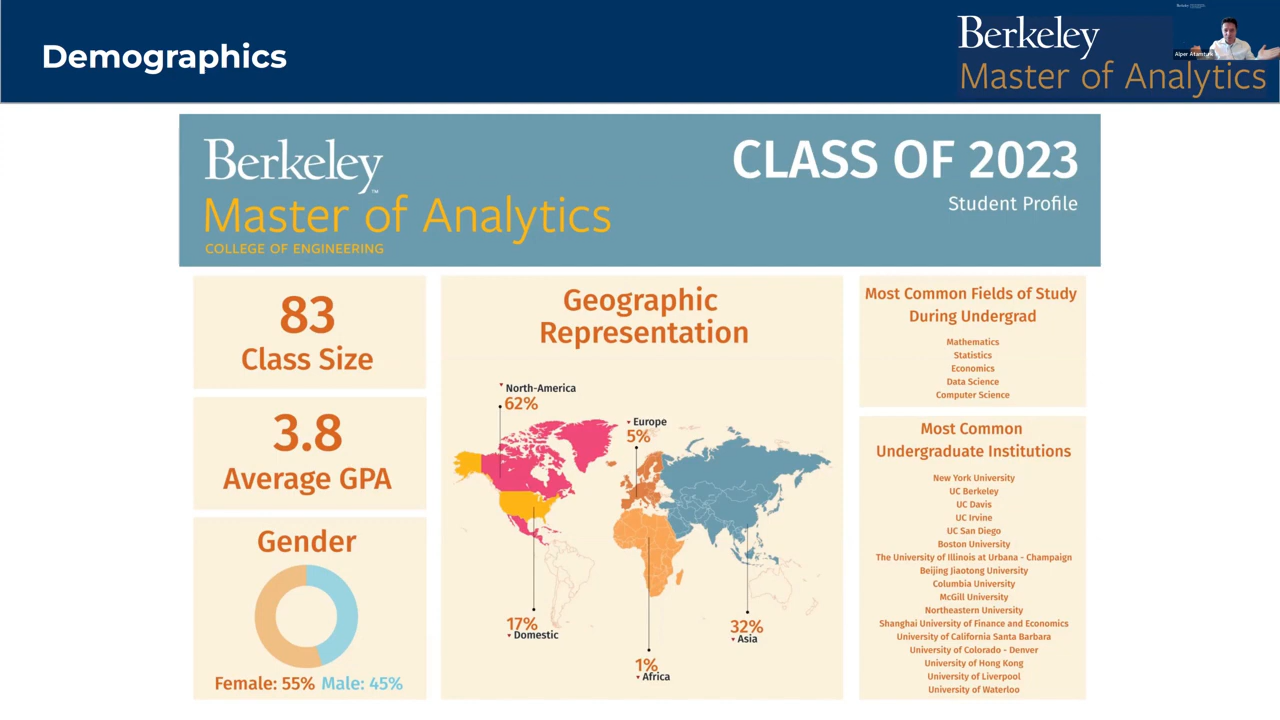 Demographics
Berkeley
Master of Analytics
Berkeley™
Master of Analytics
COLLEGE OF ENGINEERING
CLASS OF 2023
Student Profile
83
Class Size
3.8
Average GPA
Gender
Female: 55% Male: 45%
Geographic
Representation
North-America
62%
Europe
5%
17%
Domestic
1%
Africa
32%
Asia
Most Common Fields of Study
During Undergrad
Mathematics
Statistics
Economics
Data Science
Computer Science
Most Common
Undergraduate Institutions
New York University
UC Berkeley
UC Davis
UC Irvine
UC San Diego
Boston University
The University of Illinois at Urbana - Champaign
Beijing Jiaotong University
Columbia University
McGill University
Northeastern University
Shanghai University of Finance and Economics
University of California Santa Barbara
University of Colorado - Denver
University of Hong Kong
University of Liverpool
University of Waterloo